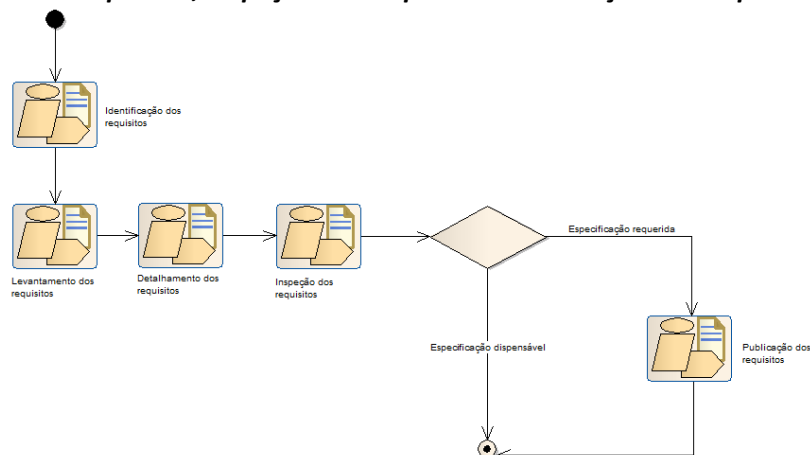 Identificação dos
requisitos
Levantamento dos
requisitos
Detalhamento dos
requisitos
Inspeção dos
requisitos
Especificação requerida
Especificação dispensável
Publicação dos
requisitos